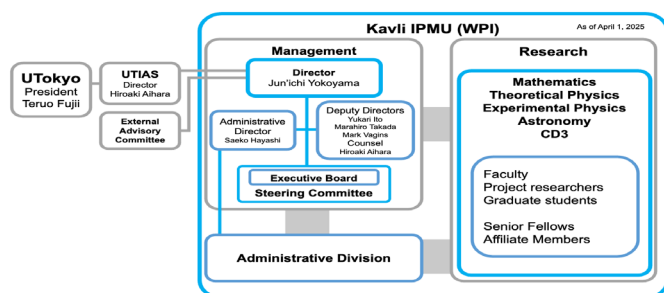 Kavli IPMU (WPI)
As of April 1, 2025
Management
Research
UTokyo
President
Teruo Fujii
UTIAS
Director
Hiroaki Aihara
External
Advisory
Committee
Director
Jun'ichi Yokoyama
Administrative
Director
Saeko Hayashi
Deputy Directors
Yukari Ito
Marahiro Takada
Mark Vagins
Counsel
Hiroaki Aihara
Executive Board
Steering Committee
Administrative Division
Mathematics
Theoretical Physics
Experimental Physics
Astronomy
CD3
Faculty
Project researchers
Graduate students
Senior Fellows
Affiliate Members